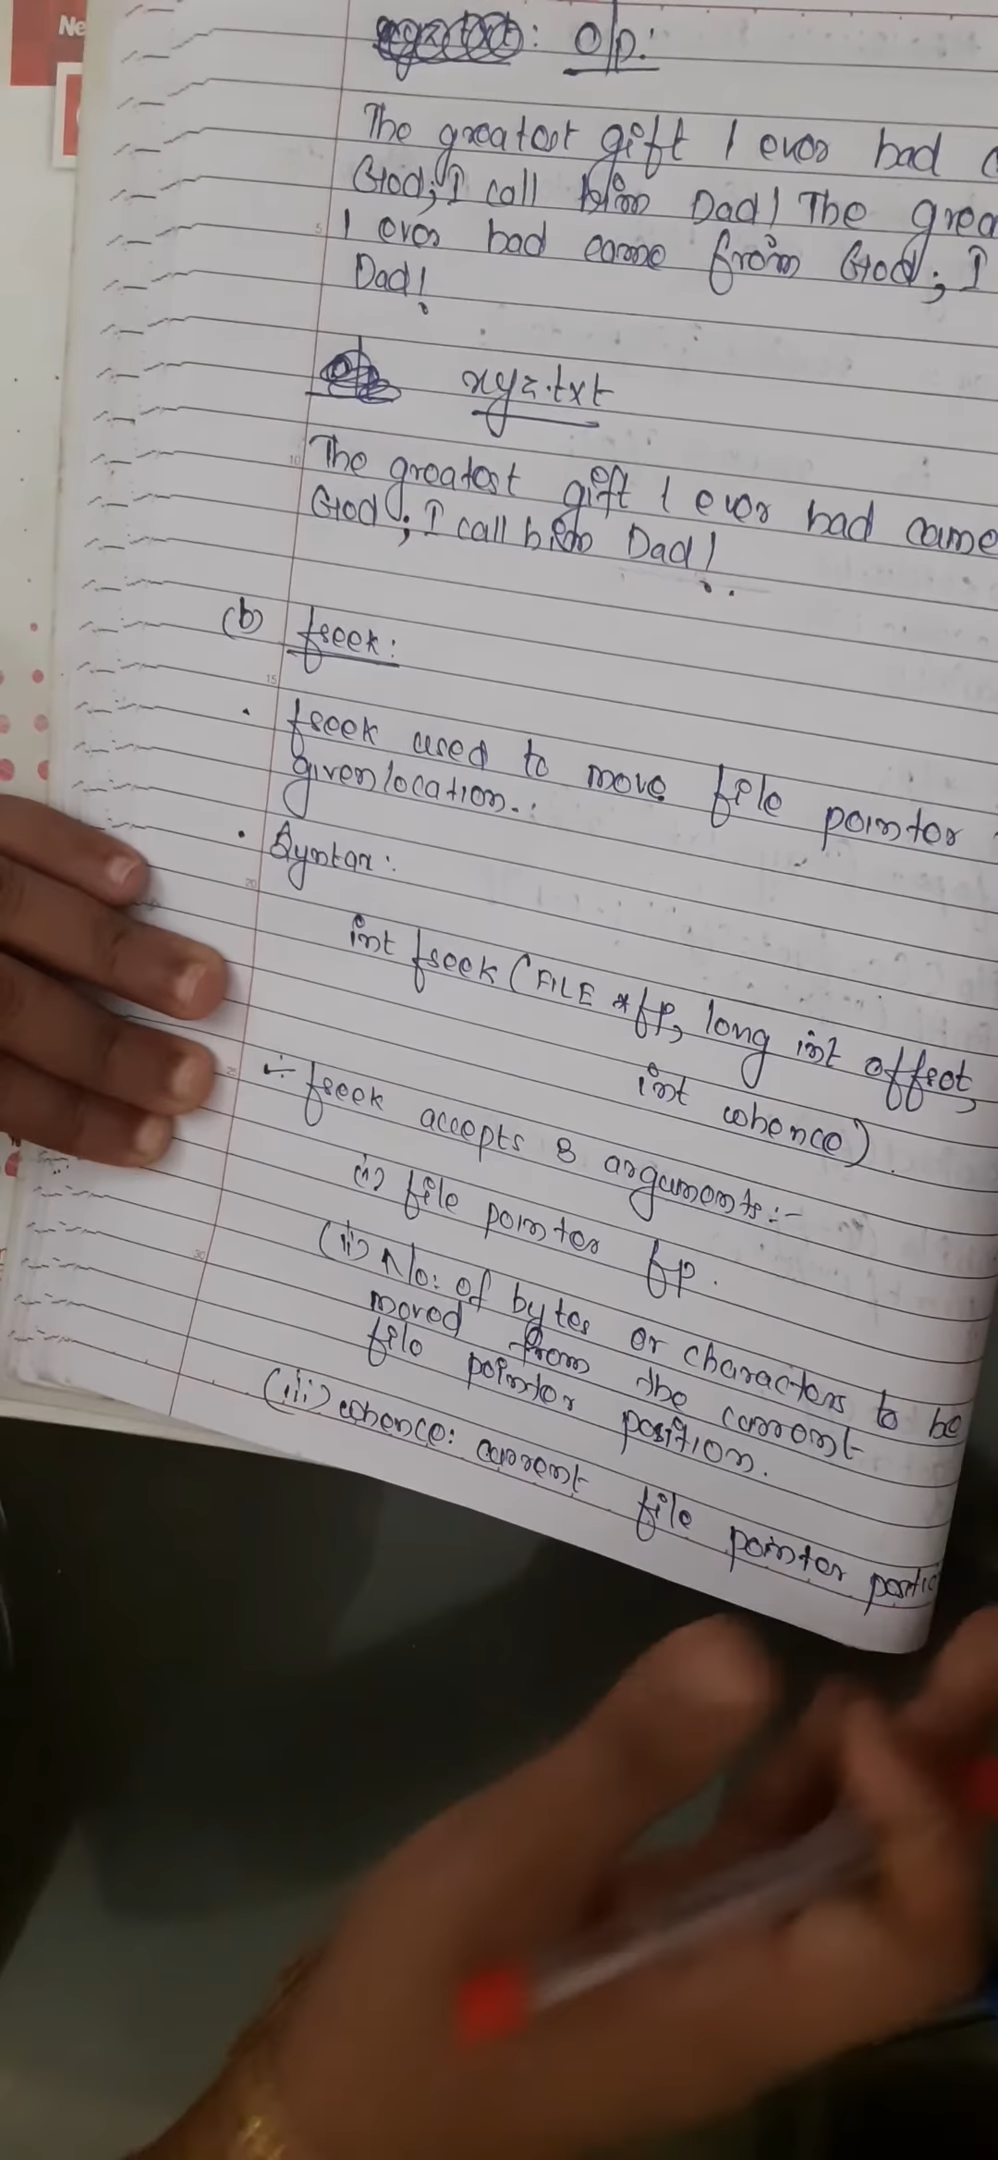 Ne
: O/p:
The greatest gift I ever had
God; I call him Dad! The grea
I ever had came from God; I
Dad!
xyz.txt
The greatest gift I ever had came
God; I call him Dad!
(b) fseek:
• fseek used to move file pointer
given location.
• Syntax:
int fseek (FILE *fp, long int offset,
int whence)
fseek accepts 3 arguments:-
(i) file pointer fp.
(ii) No: of bytes or characters to be
moved from the current
file pointer position.
(iii) whence: current file pointer positio